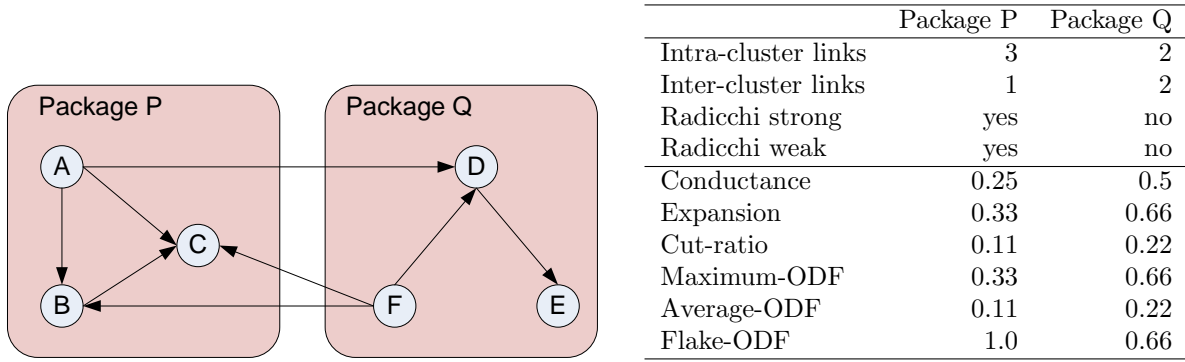 Package P
Package Q
A
D
C
B
F
E
Package P Package Q
Intra-cluster links 3 2
Inter-cluster links 1 2
Radicchi strong yes no
Radicchi weak yes no
Conductance 0.25 0.5
Expansion 0.33 0.66
Cut-ratio 0.11 0.22
Maximum-ODF 0.33 0.66
Average-ODF 0.11 0.22
Flake-ODF 1.0 0.66